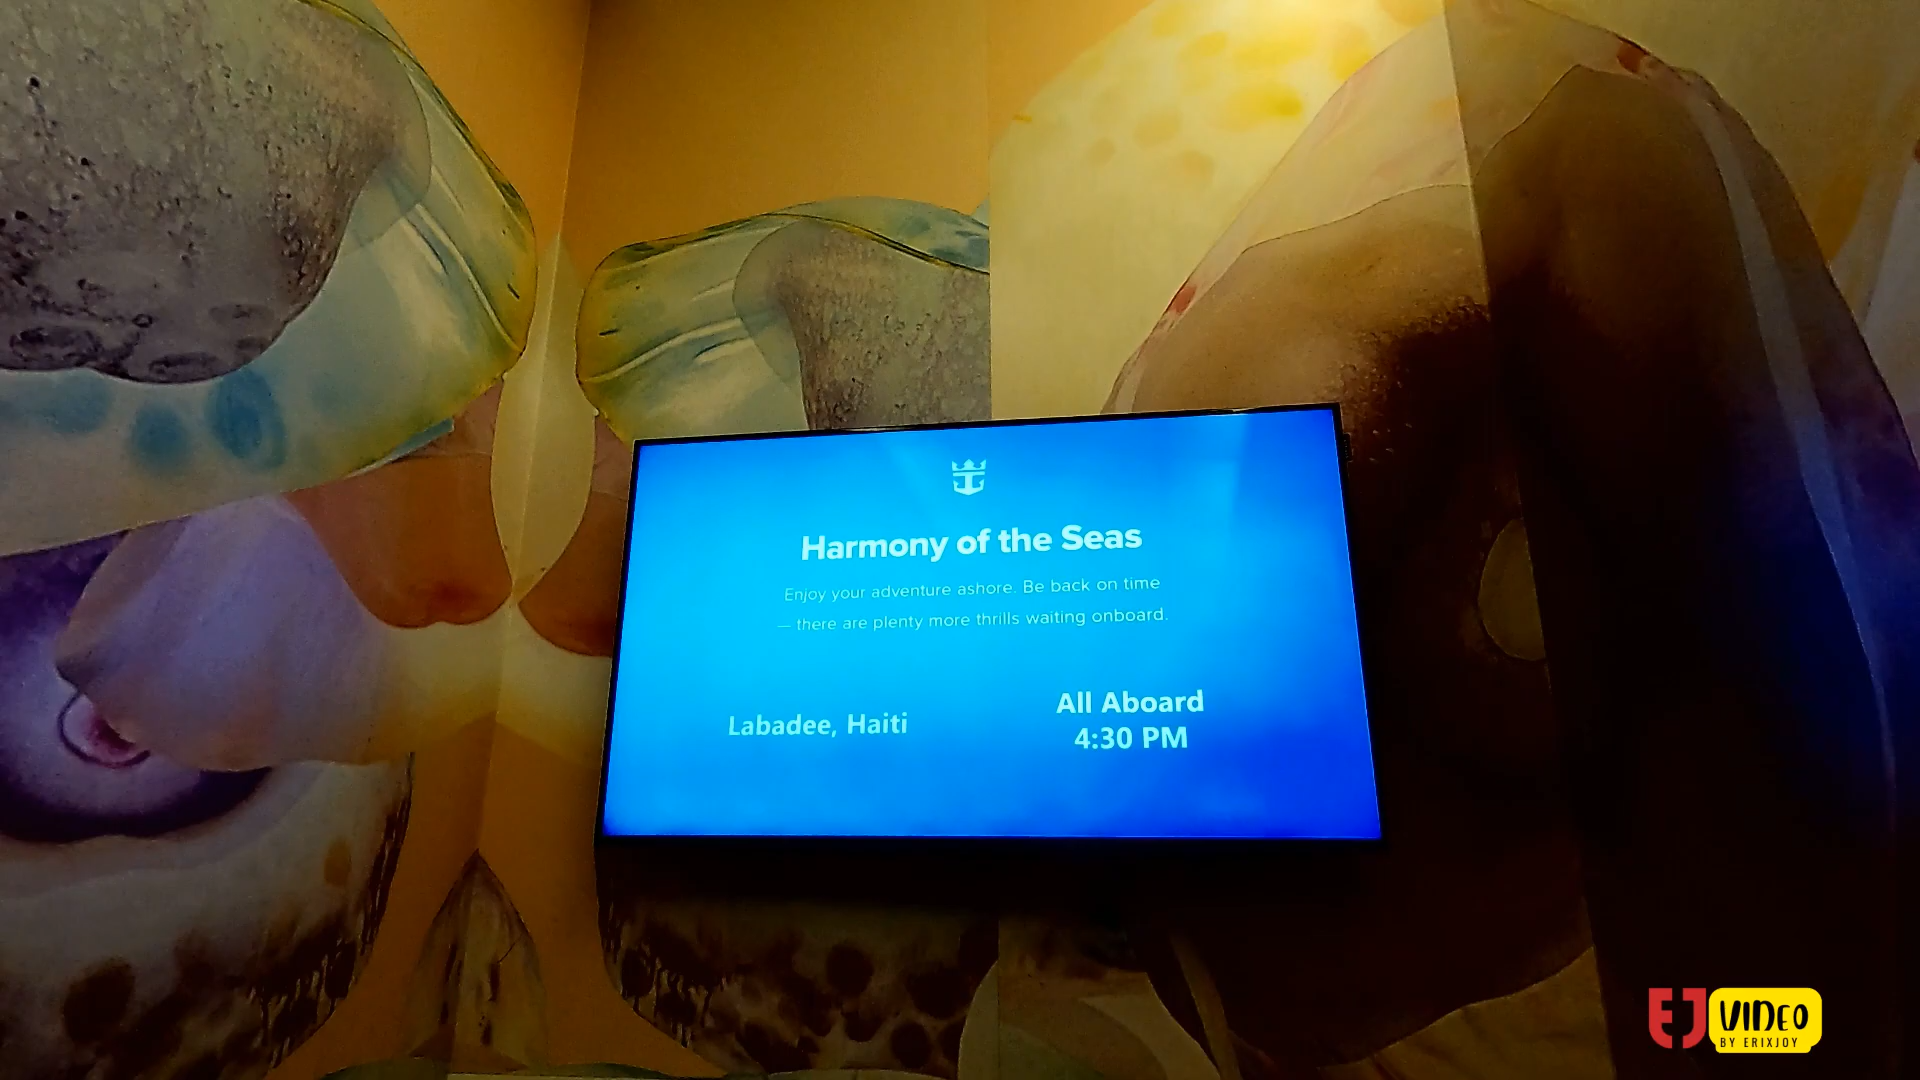 Harmony of the Seas
Enjoy your adventure ashore. Be back on time
— there are plenty more thrills waiting onboard.
Labadee, Haiti
All Aboard
4:30 PM
EJ VIDEO
BY ERIXJOY